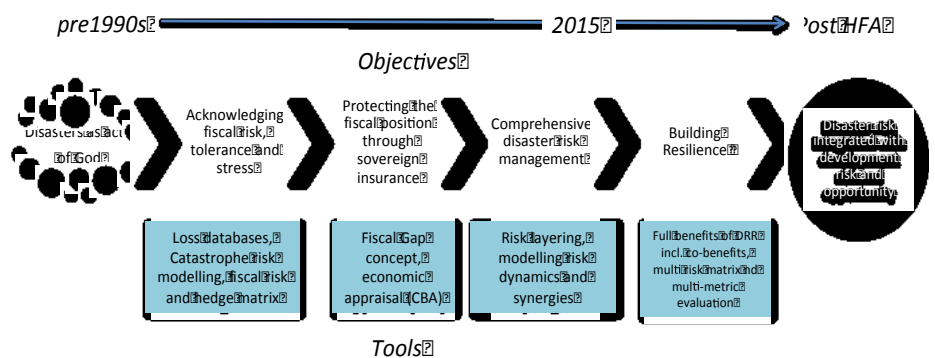 pre1990s
2015
Post HFA
Objectives
Disasters as act
of God
Acknowledging
fiscal risk,
tolerance and
stress
Protecting the
fiscal position
through
sovereign
insurance
Comprehensive
disaster risk
management
Building
Resilience
Disaster risk
integrated with
development
risk and
opportunity
Loss databases,
Catastrophe risk
modelling, fiscal risk
and hedge matrix
Fiscal Gap
concept,
economic
appraisal (CBA)
Risk layering,
modelling risk
dynamics and
synergies
Full benefits of DRR
incl. co-benefits,
multi risk matrix and
multi-metric
evaluation
Tools